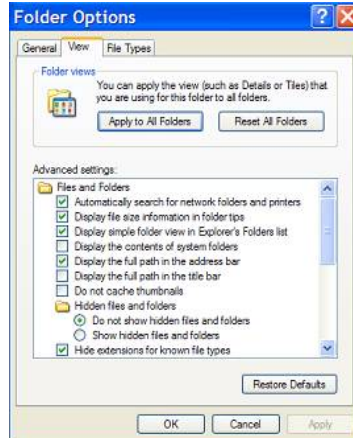 Folder Options
General View File Types
Folder views
You can apply the view (such as Details or Tiles) that
you are using for this folder to all folders.
Apply to All Folders Reset All Folders
Advanced settings:
Files and Folders
Automatically search for network folders and printers
Display file size information in folder tips
Display simple folder view in Explorer's Folders list
Display the contents of system folders
Display the full path in the address bar
Display the full path in the title bar
Do not cache thumbnails
Hidden files and folders
Do not show hidden files and folders
Show hidden files and folders
Hide extensions for known file types
Restore Defaults
OK Cancel Apply